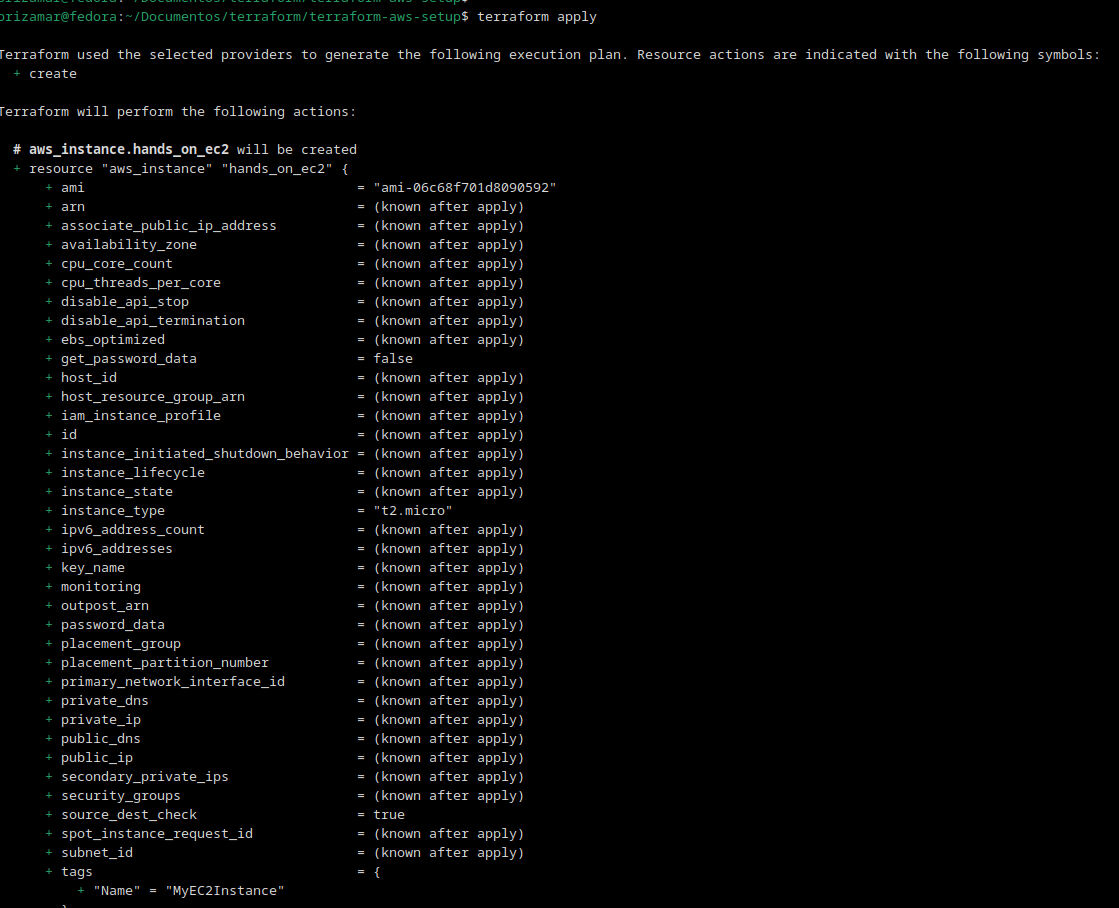 orizamar@fedora:~/Documentos/terraform/terraform-aws-setup$
orizamar@fedora:~/Documentos/terraform/terraform-aws-setup$ terraform apply
Terraform used the selected providers to generate the following execution plan. Resource actions are indicated with the following symbols:
+ create
Terraform will perform the following actions:
# aws_instance.hands_on_ec2 will be created
+ resource "aws_instance" "hands_on_ec2" {
+ ami = "ami-06c68f701d8090592"
+ arn = (known after apply)
+ associate_public_ip_address = (known after apply)
+ availability_zone = (known after apply)
+ cpu_core_count = (known after apply)
+ cpu_threads_per_core = (known after apply)
+ disable_api_stop = (known after apply)
+ disable_api_termination = (known after apply)
+ ebs_optimized = (known after apply)
+ get_password_data = false
+ host_id = (known after apply)
+ host_resource_group_arn = (known after apply)
+ iam_instance_profile = (known after apply)
+ id = (known after apply)
+ instance_initiated_shutdown_behavior = (known after apply)
+ instance_lifecycle = (known after apply)
+ instance_state = (known after apply)
+ instance_type = "t2.micro"
+ ipv6_address_count = (known after apply)
+ ipv6_addresses = (known after apply)
+ key_name = (known after apply)
+ monitoring = (known after apply)
+ outpost_arn = (known after apply)
+ password_data = (known after apply)
+ placement_group = (known after apply)
+ placement_partition_number = (known after apply)
+ primary_network_interface_id = (known after apply)
+ private_dns = (known after apply)
+ private_ip = (known after apply)
+ public_dns = (known after apply)
+ public_ip = (known after apply)
+ secondary_private_ips = (known after apply)
+ security_groups = (known after apply)
+ source_dest_check = true
+ spot_instance_request_id = (known after apply)
+ subnet_id = (known after apply)
+ tags = {
+ "Name" = "MyEC2Instance"
}